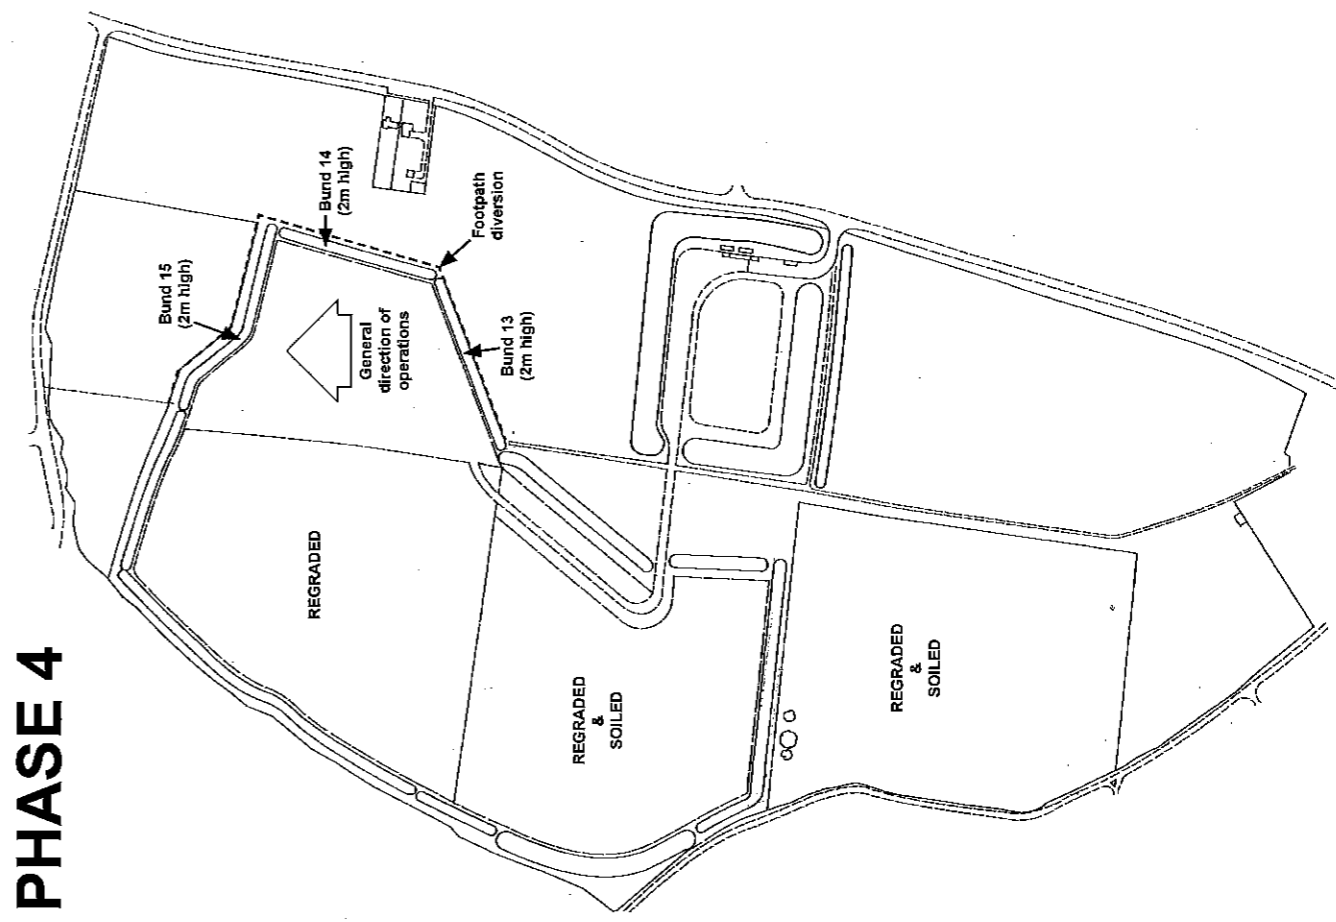 PHASE 4
Bund 15
(2m high)
Bund 14
(2m high)
Footpath
diversion
General
direction of
operations
Bund 13
(2m high)
REGRADED
REGRADED
&
SOILED
REGRADED
&
SOILED